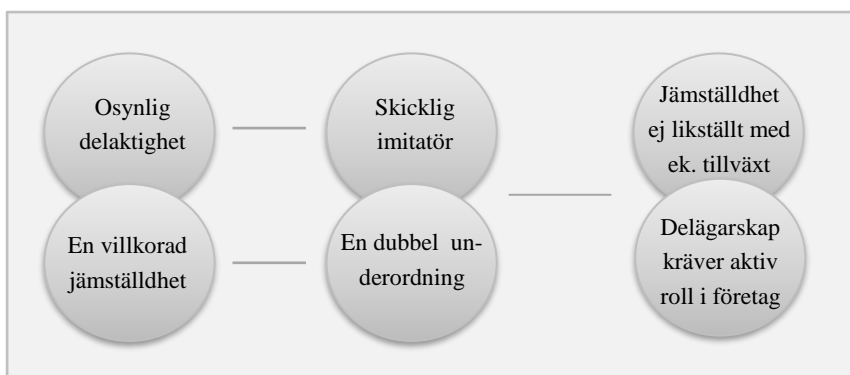 Osynlig
delaktighet
Skicklig
imitatör
Jämställdhet
ej likställt med
ek. tillväxt
En villkorad
jämställdhet
En dubbel un-
derordning
Delägarskap
kräver aktiv
roll i företag